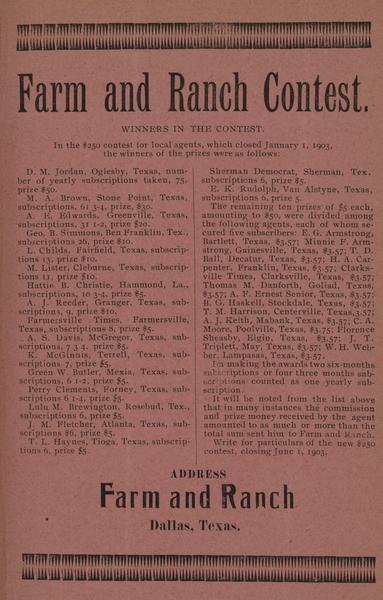 Farm and Ranch Contest.
WINNERS IN THE CONTEST.
In the $250 contest for local agents, which closed January 1, 1903,
the winners of the prizes were as follows:
D. M. Jordan, Oglesby, Texas, num-
ber of yearly subscriptions taken, 75,
prize $50.
M. A. Brown, Stone Point, Texas,
subscriptions, 61 3-4, prize, $30.
A. E. Edwards, Greenville, Texas,
subscriptions, 31 1-2, prize $20.
Geo. B. Simmons, Ben Franklin, Tex.,
subscriptions 26, prize $10.
L. Childs, Fairfield, Texas, subscrip-
tions 13, prize $10.
M. Lister, Cleburne, Texas, subscrip-
tions 11, prize $10.
Hattie B. Christie, Hammond, La.,
subscriptions, 10 3-4, prize $5.
A. J. Reeder, Granger, Texas, sub-
scriptions, 9, prize $10.
Farmersville Times, Farmersville,
Texas, subscriptions 8, prize $5.
A. S. Davis, McGregor, Texas, sub-
scriptions, 7 3 4, prize $5.
K. McGinnis, Terrell, Texas, sub-
scriptions 7, prize $5.
Green W. Butler, Mexia, Texas, sub-
scriptions, 6 1-2, prize $5.
Perry Clements, Forney, Texas, sub-
scriptions 6 1-4, prize $5.
Lulu M. Brewington, Rosebud, Tex.,
subscriptions 6, prize $5.
J. M. Fletcher, Atlanta, Texas, sub-
scriptions $6, prize $5.
T. L. Haynes, Tioga, Texas, subscrip-
tions 6, prize $5.
Sherman Democrat, Sherman, Tex.
subscriptions 6, prize $5.
E. K. Rudolph, Van Alstyne, Texas,
subscriptions 6, prize 5.
The remaining ten prizes of $5 each,
amounting to $50, were divided among
the following agents, each of whom se-
cured five subscribers: E. G. Armstrong,
Bartlett, Texas, $3.57; Minnie F. Arm-
strong, Gainesville, Texas, $3.57; T. D.
Ball, Decatur, Texas, $3.57; H. A. Car-
penter, Franklin, Texas, $3.57; Clarks-
ville Times, Clarksville, Texas, $3.57;
Thomas M. Danforth, Goliad, Texas,
$3.57; A. F. Ernest Senior, Texas, $3.57;
B. G. Haskell, Stockdale, Texas, $3.57;
T. M. Harrison, Centerville, Texas, 3.57;
A. J. Keith, Mabank, Texas, $3.57; C. A.
Moore, Poolville, Texas, $3.75; Florence
Sheasby, Elgin, Texas, $3.57; J. T.
Triplett, May, Texas, $3.57; W. H. Web-
ber, Lampasas, Texas, $3.57.
In making the awards two six-months
subscriptions or four three months sub-
scriptions counted as one yearly sub-
scription.
It will be noted from the list above
that in many instances the commission
and prize money received by the agent
amounted to as much or more than the
total sum sent him to Farm and Ranch.
Write for particulars of the new $250
contest, closing June 1, 1903.
ADDRESS
Farm and Ranch
Dallas, Texas.